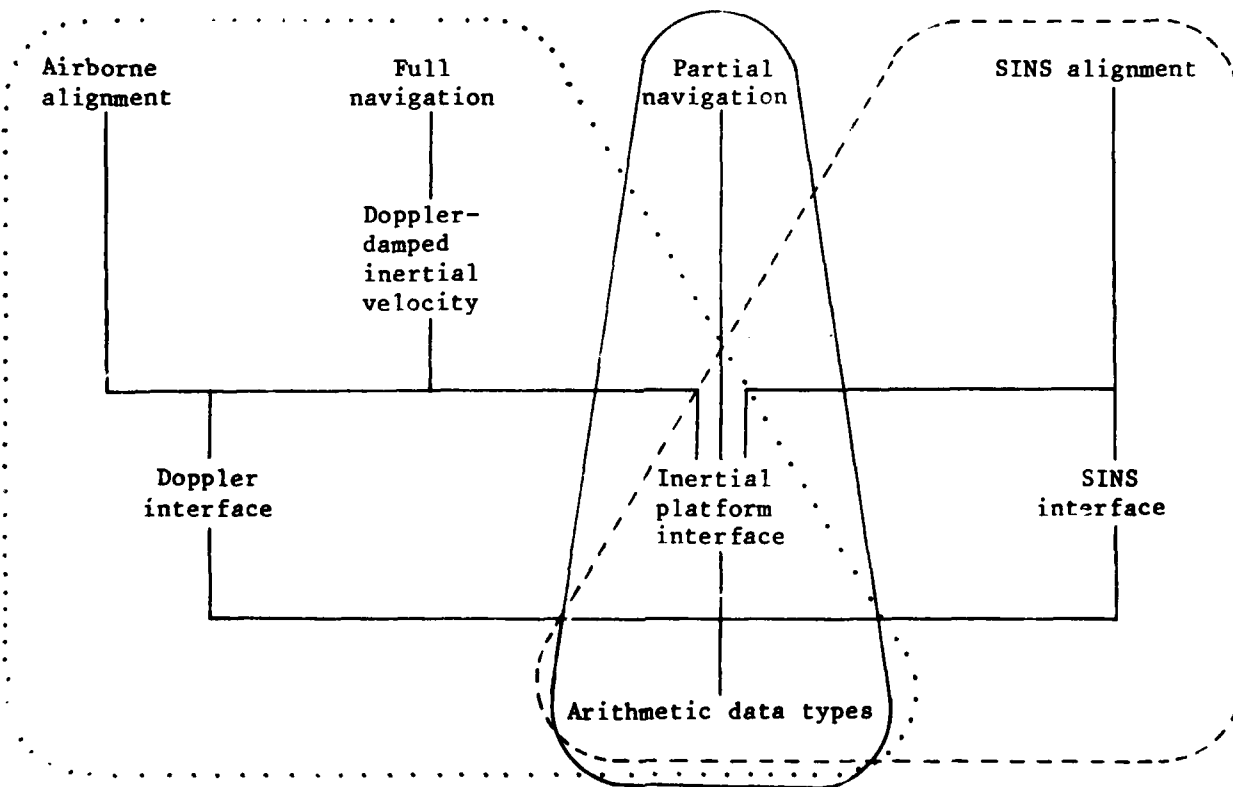 Airborne
alignment
Full
navigation
Partial
navigation
SINS alignment
Doppler-
damped
inertial
velocity
Doppler
interface
Inertial
platform
interface
SINS
interface
Arithmetic data types